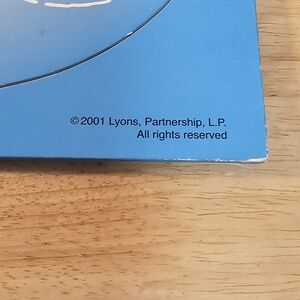 ©2001 Lyons, Partnership, L.P.
All rights reserved